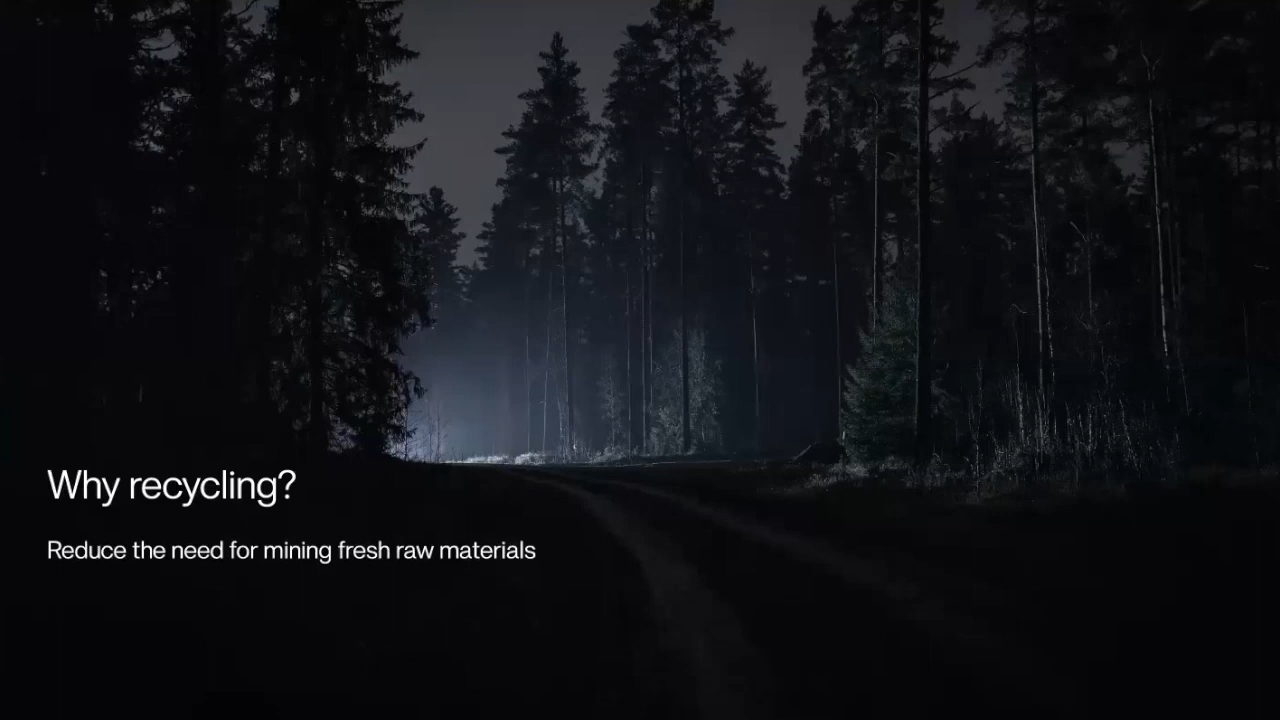 Why recycling?
Reduce the need for mining fresh raw materials